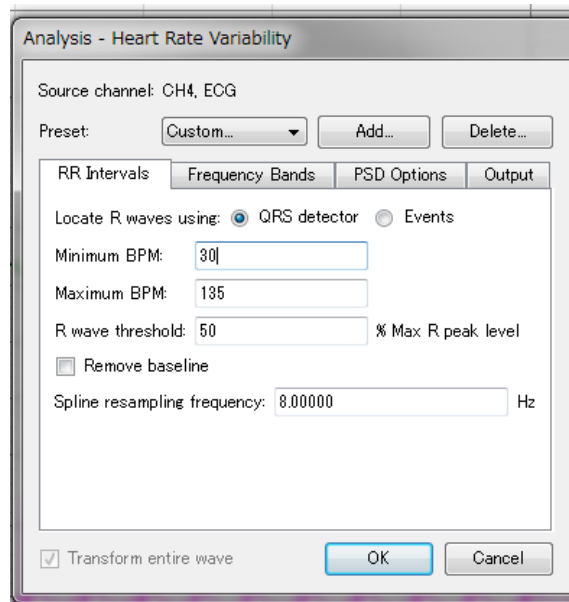 Analysis - Heart Rate Variability
Source channel: CH4, ECG
Preset: Custom... Add... Delete...
RR Intervals Frequency Bands PSD Options Output
Locate R waves using: QRS detector Events
Minimum BPM: 30
Maximum BPM: 135
R wave threshold: 50 % Max R peak level
Remove baseline
Spline resampling frequency: 8.00000 Hz
Transform entire wave OK Cancel